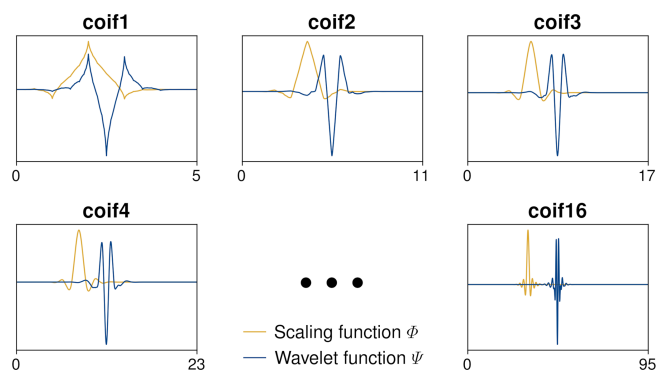 coif1
0 5
coif2
0 11
coif3
0 17
coif4
0 23
coif16
0 95
Scaling function Φ
Wavelet function Ψ